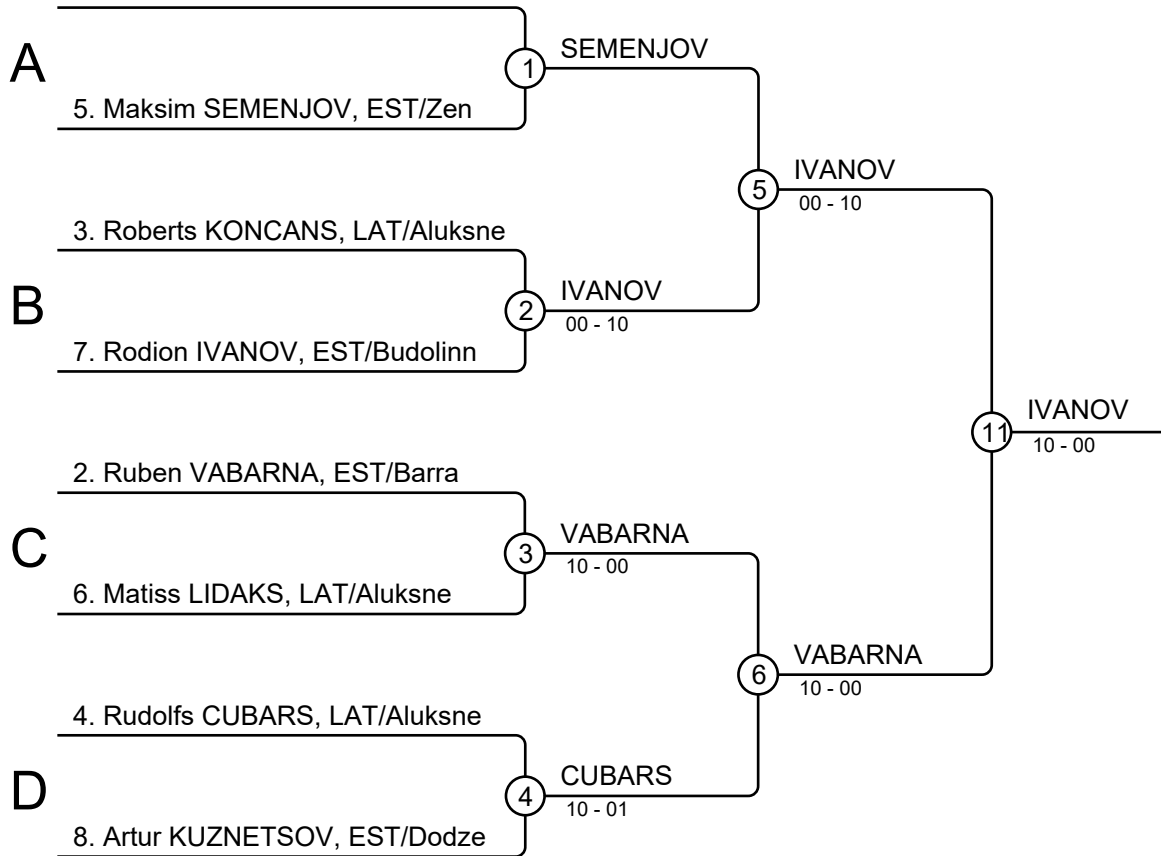 A
1
SEMENJOV
5. Maksim SEMENJOV, EST/Zen
5
IVANOV
00 - 10
3. Roberts KONCANS, LAT/Aluksne
B
2
IVANOV
00 - 10
7. Rodion IVANOV, EST/Budolinn
11
IVANOV
10 - 00
2. Ruben VABARNA, EST/Barra
C
3
VABARNA
10 - 00
6. Matiss LIDAKS, LAT/Aluksne
6
VABARNA
10 - 00
4. Rudolfs CUBARS, LAT/Aluksne
D
4
CUBARS
10 - 01
8. Artur KUZNETSOV, EST/Dodze